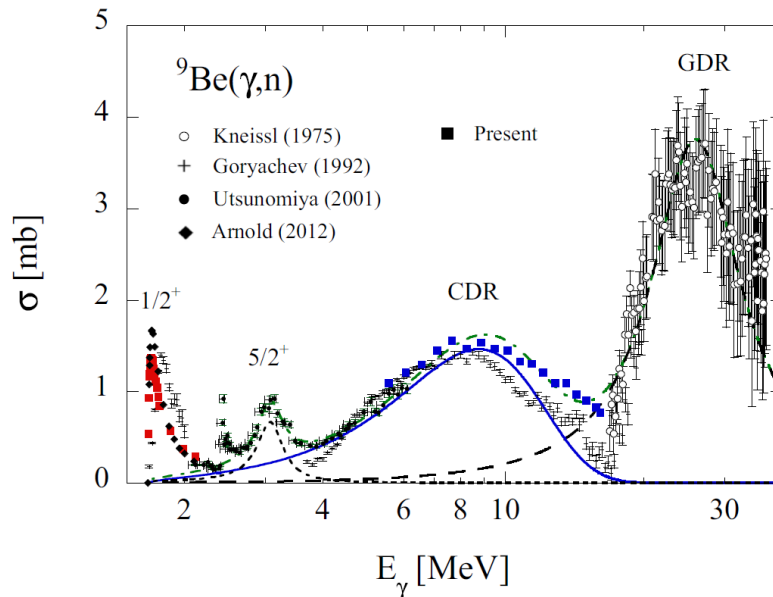 ⁹Be(γ,n)
GDR
Kneissl (1975)
Present
Goryachev (1992)
Utsunomiya (2001)
Arnold (2012)
1/2⁺
5/2⁺
CDR
σ [mb]
5
4
3
2
1
0
2
4
6
8
10
30
E_γ [MeV]